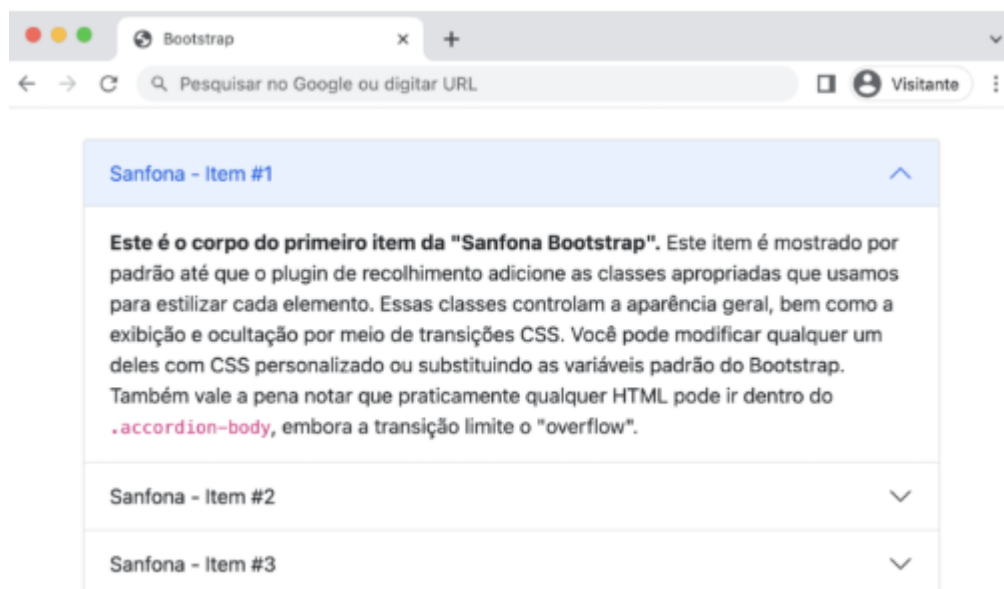 Bootstrap
Pesquisar no Google ou digitar URL
Visitante
Sanfona - Item #1
Este é o corpo do primeiro item da "Sanfona Bootstrap". Este item é mostrado por
padrão até que o plugin de recolhimento adicione as classes apropriadas que usamos
para estilizar cada elemento. Essas classes controlam a aparência geral, bem como a
exibição e ocultação por meio de transições CSS. Você pode modificar qualquer um
deles com CSS personalizado ou substituindo as variáveis padrão do Bootstrap.
Também vale a pena notar que praticamente qualquer HTML pode ir dentro do
.accordion-body, embora a transição limite o "overflow".
Sanfona - Item #2
Sanfona - Item #3